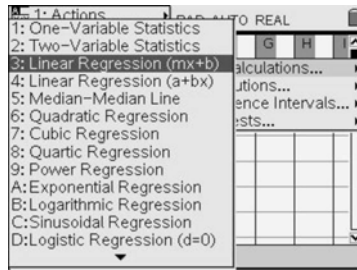 1: Actions RAD AUTO REAL
1: One-Variable Statistics
2: Two-Variable Statistics
3: Linear Regression (mx+b)
4: Linear Regression (a+bx)
5: Median-Median Line
6: Quadratic Regression
7: Cubic Regression
8: Quartic Regression
9: Power Regression
A:Exponential Regression
B:Logarithmic Regression
C:Sinusoidal Regression
D:Logistic Regression (d=0)
G H I
alculations...
utions...
ence Intervals...
sts...